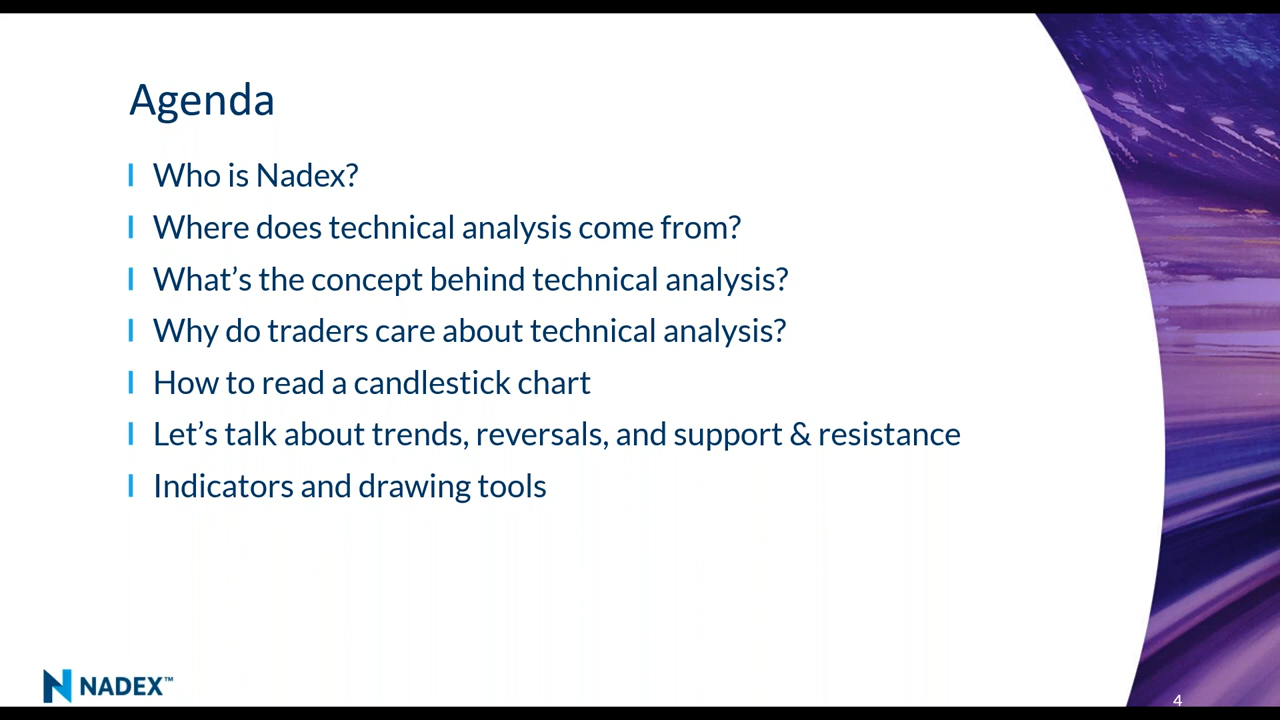 Agenda
Who is Nadex?
Where does technical analysis come from?
What’s the concept behind technical analysis?
Why do traders care about technical analysis?
How to read a candlestick chart
Let’s talk about trends, reversals, and support & resistance
Indicators and drawing tools
NADEX™
4